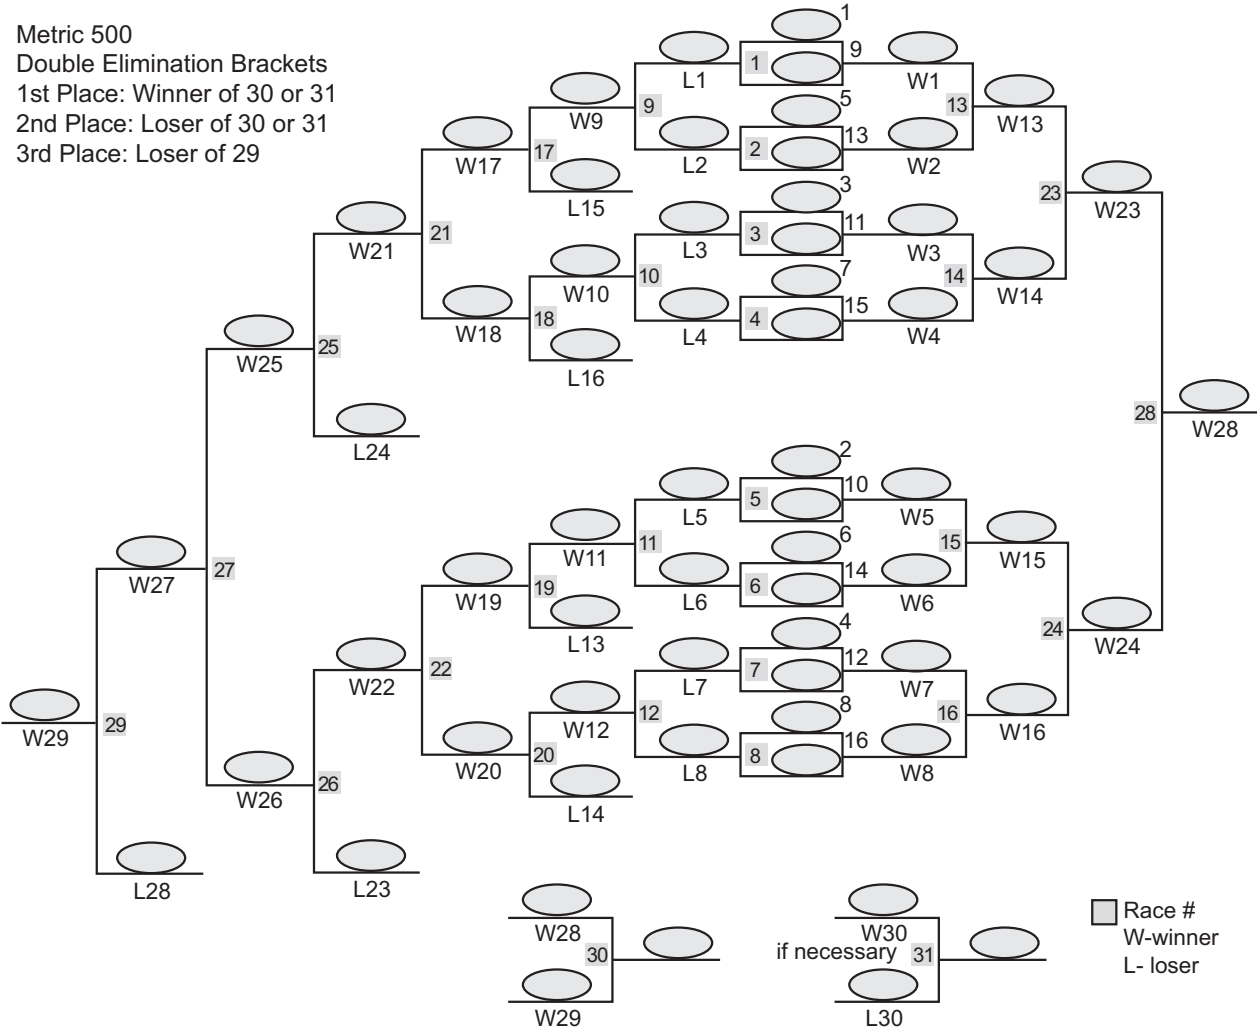 Metric 500
Double Elimination Brackets
1st Place: Winner of 30 or 31
2nd Place: Loser of 30 or 31
3rd Place: Loser of 29
1
L1 1 9 W1
W9 9 13 W13
5
L2 2 13 W2
W17 17
3
L15
L3 3 11 W3
23 W23
W21 21
7
W10 10 14 W14
L4 4 15 W4
W18 18
L16
W25 25
28 W28
L24
2
L5 5 10 W5
W11 11 15 W15
6
L6 6 14 W6
W27 27
W19 19
4
L13
L7 7 12 W7
24 W24
W22 22
8
W12 12 16 W16
L8 8 16 W8
W29 29
W20 20
L14
W26 26
L28
L23
W28
30
W29
W30
if necessary 31
L30
Race #
W-winner
L- loser